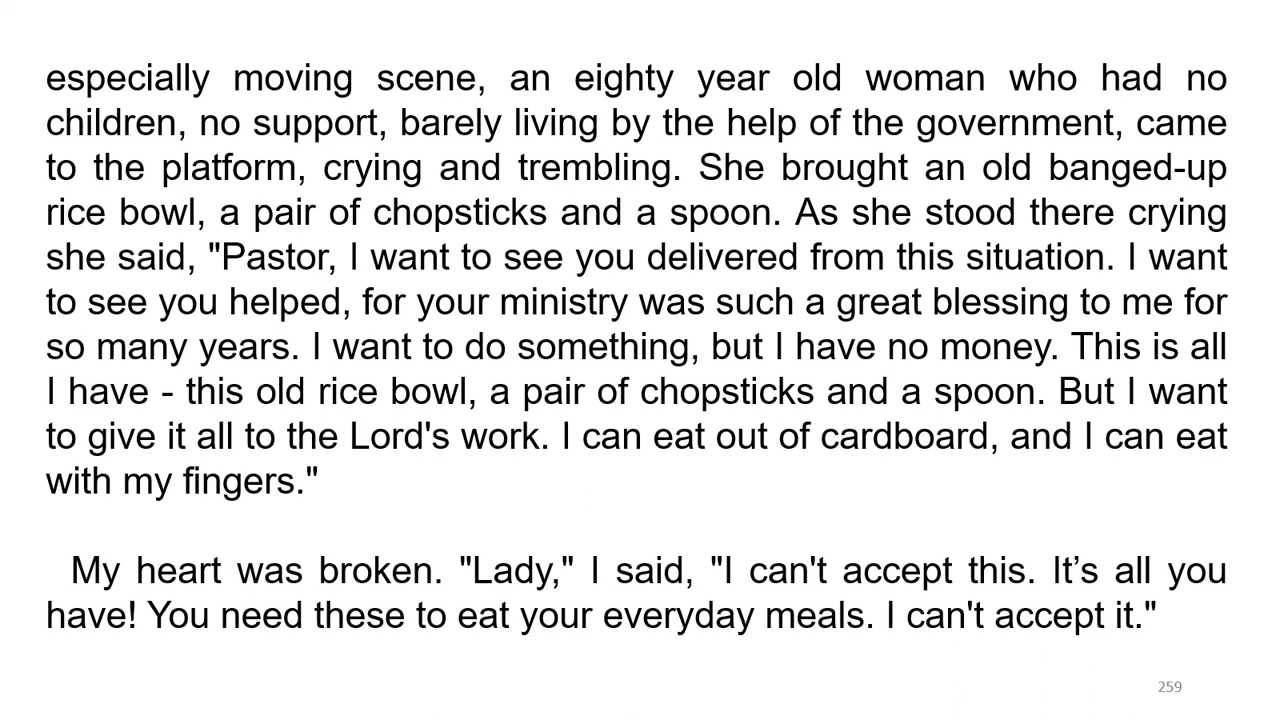 especially moving scene, an eighty year old woman who had no
children, no support, barely living by the help of the government, came
to the platform, crying and trembling. She brought an old banged-up
rice bowl, a pair of chopsticks and a spoon. As she stood there crying
she said, "Pastor, I want to see you delivered from this situation. I want
to see you helped, for your ministry was such a great blessing to me for
so many years. I want to do something, but I have no money. This is all
I have - this old rice bowl, a pair of chopsticks and a spoon. But I want
to give it all to the Lord's work. I can eat out of cardboard, and I can eat
with my fingers."
My heart was broken. "Lady," I said, "I can't accept this. It’s all you
have! You need these to eat your everyday meals. I can't accept it."
259